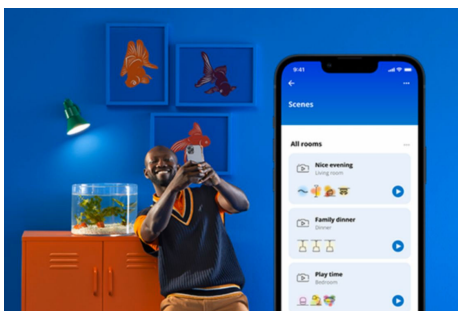 9:41
Scenes
All rooms
Nice evening
Living room
Family dinner
Dinner
Play time
Bedroom